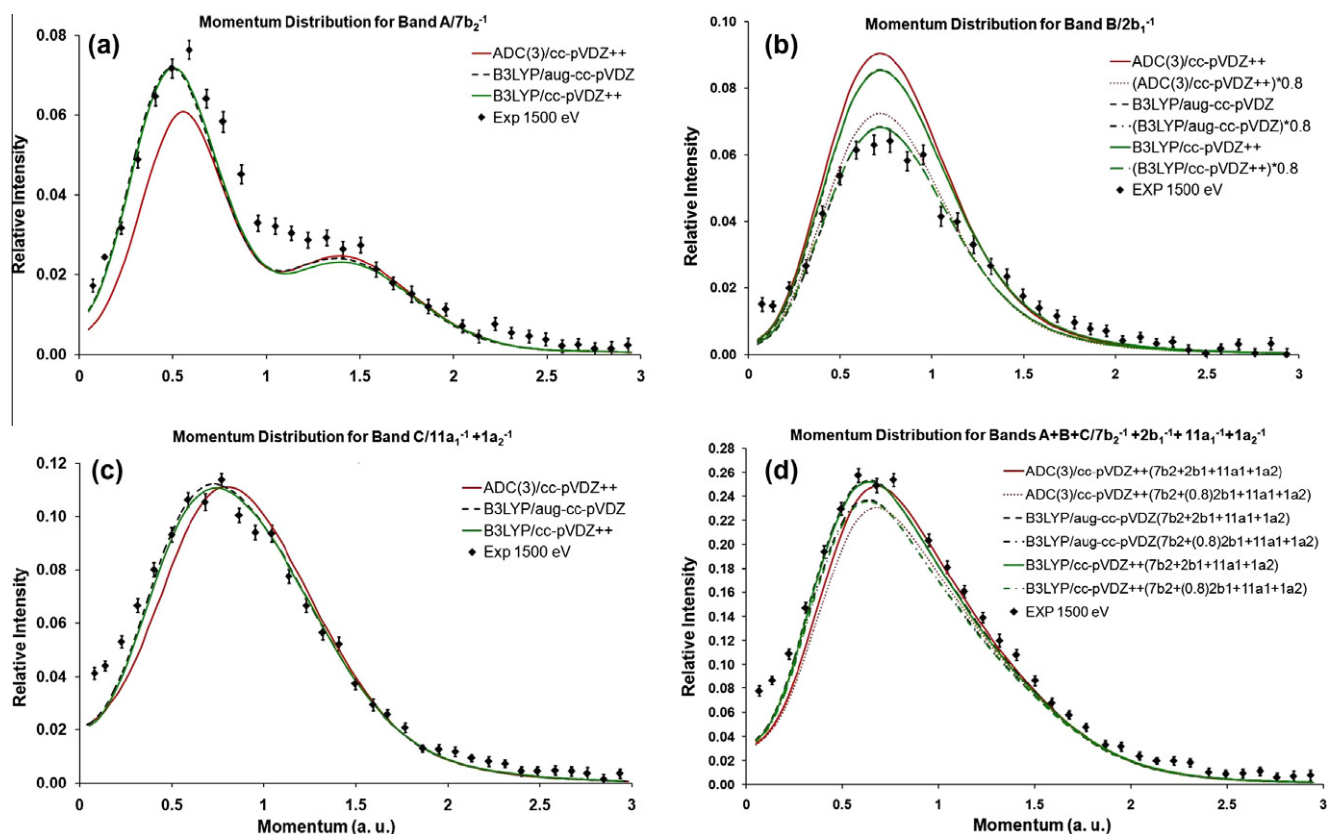 Momentum Distribution for Band A/7b₂⁻¹
(a)
0.08
0.06
0.04
0.02
0.00
Relative Intensity
ADC(3)/cc-pVDZ++
B3LYP/aug-cc-pVDZ
B3LYP/cc-pVDZ++
Exp 1500 eV
0 0.5 1 1.5 2 2.5 3
Momentum Distribution for Band B/2b₁⁻¹
(b)
0.10
0.08
0.06
0.04
0.02
0.00
Relative Intensity
ADC(3)/cc-pVDZ++
(ADC(3)/cc-pVDZ++)*0.8
B3LYP/aug-cc-pVDZ
(B3LYP/aug-cc-pVDZ)*0.8
B3LYP/cc-pVDZ++
(B3LYP/cc-pVDZ++)*0.8
EXP 1500 eV
0 0.5 1 1.5 2 2.5 3
Momentum Distribution for Band C/11a₁⁻¹ +1a₂⁻¹
(c)
0.12
0.10
0.08
0.06
0.04
0.02
0.00
Relative Intensity
ADC(3)/cc-pVDZ++
B3LYP/aug-cc-pVDZ
B3LYP/cc-pVDZ++
Exp 1500 eV
0 0.5 1 1.5 2 2.5 3
Momentum (a. u.)
Momentum Distribution for Bands A+B+C/7b₂⁻¹ +2b₁⁻¹+ 11a₁⁻¹+1a₂⁻¹
(d)
0.28
0.26
0.24
0.22
0.20
0.18
0.16
0.14
0.12
0.10
0.08
0.06
0.04
0.02
0.00
Relative Intensity
ADC(3)/cc-pVDZ++(7b2+2b1+11a1+1a2)
ADC(3)/cc-pVDZ++(7b2+(0.8)2b1+11a1+1a2)
B3LYP/aug-cc-pVDZ(7b2+2b1+11a1+1a2)
B3LYP/aug-cc-pVDZ(7b2+(0.8)2b1+11a1+1a2)
B3LYP/cc-pVDZ++(7b2+2b1+11a1+1a2)
B3LYP/cc-pVDZ++(7b2+(0.8)2b1+11a1+1a2)
EXP 1500 eV
0 0.5 1 1.5 2 2.5 3
Momentum (a. u.)